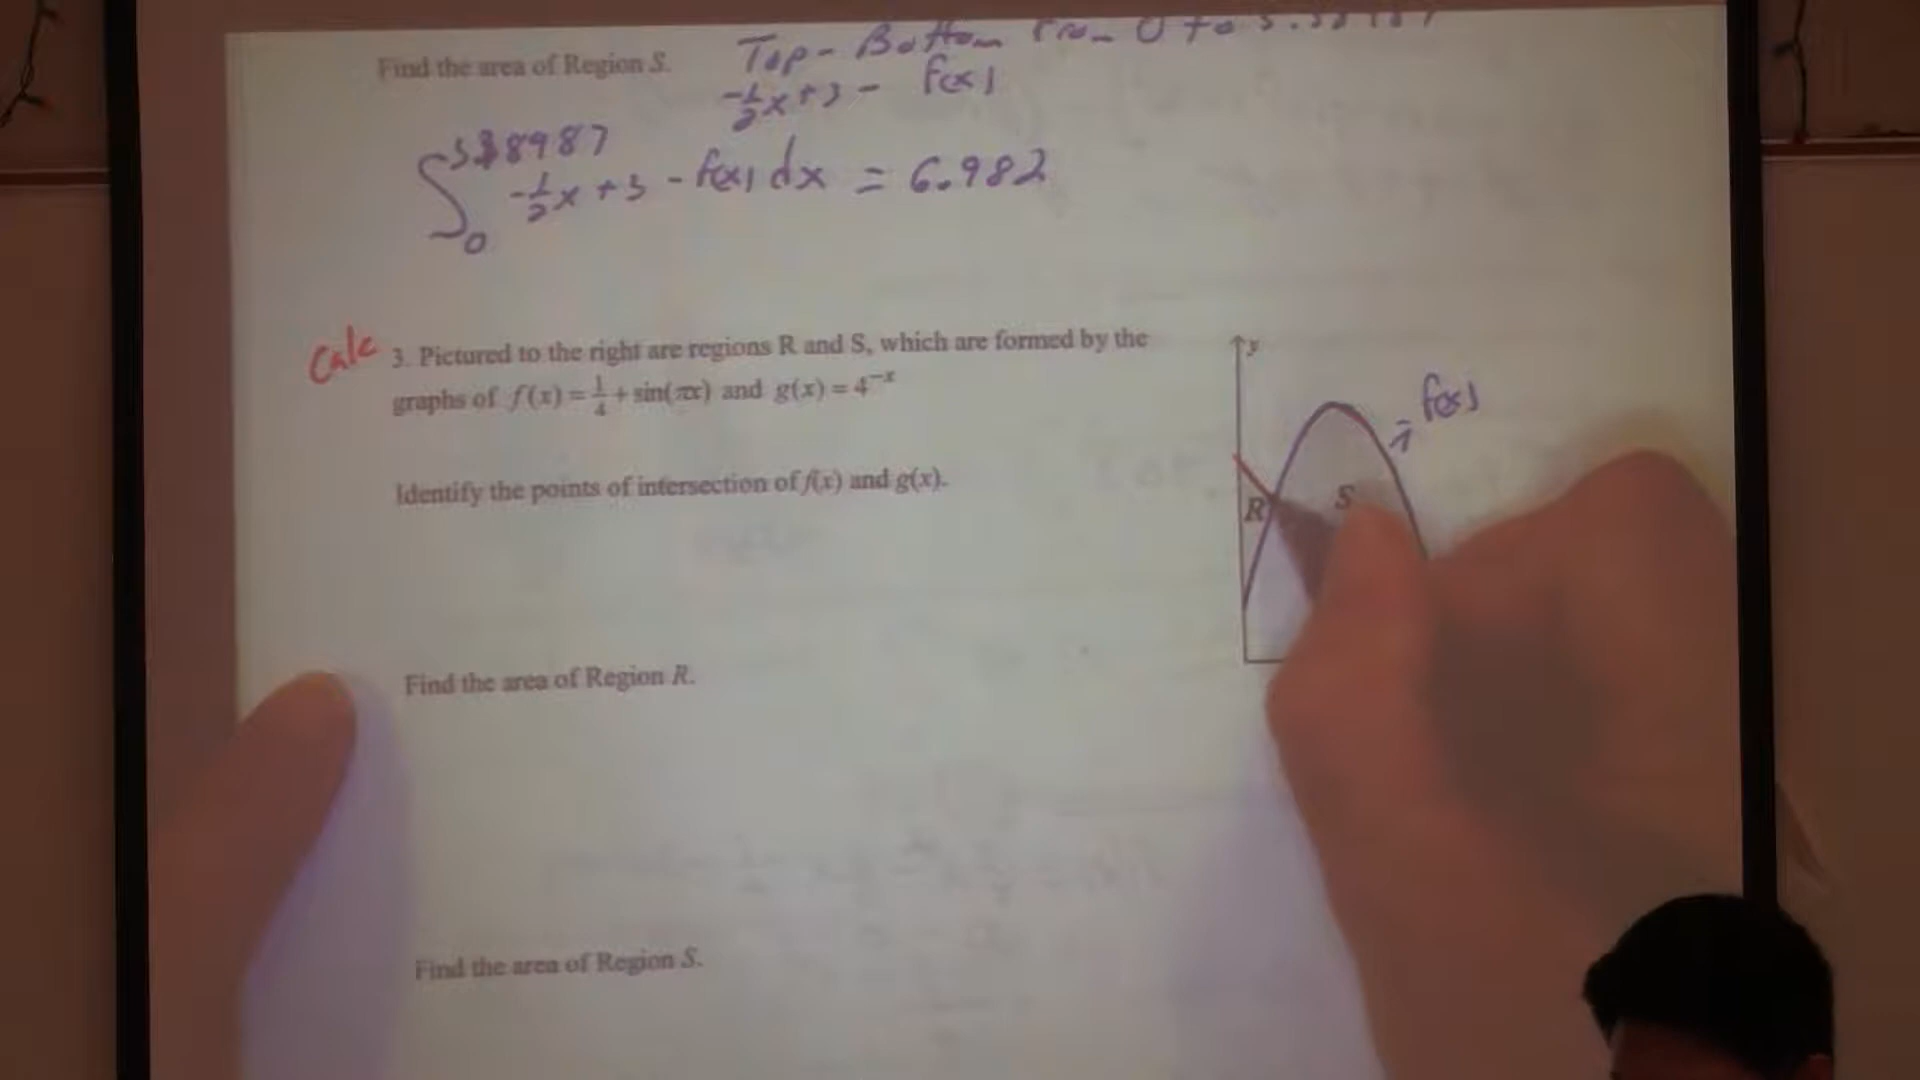 Find the area of Region S. Top - Bottom from 0 to
-1/2x+3 - f(x)
∫ 0 38987 -1/2x+3 - f(x) dx = 6.982
Calc 3. Pictured to the right are regions R and S, which are formed by the
graphs of f(x) = 1/4 + sin(πx) and g(x) = 4^-x
y
f(x)
Identify the points of intersection of f(x) and g(x).
R S
Find the area of Region R.
Find the area of Region S.